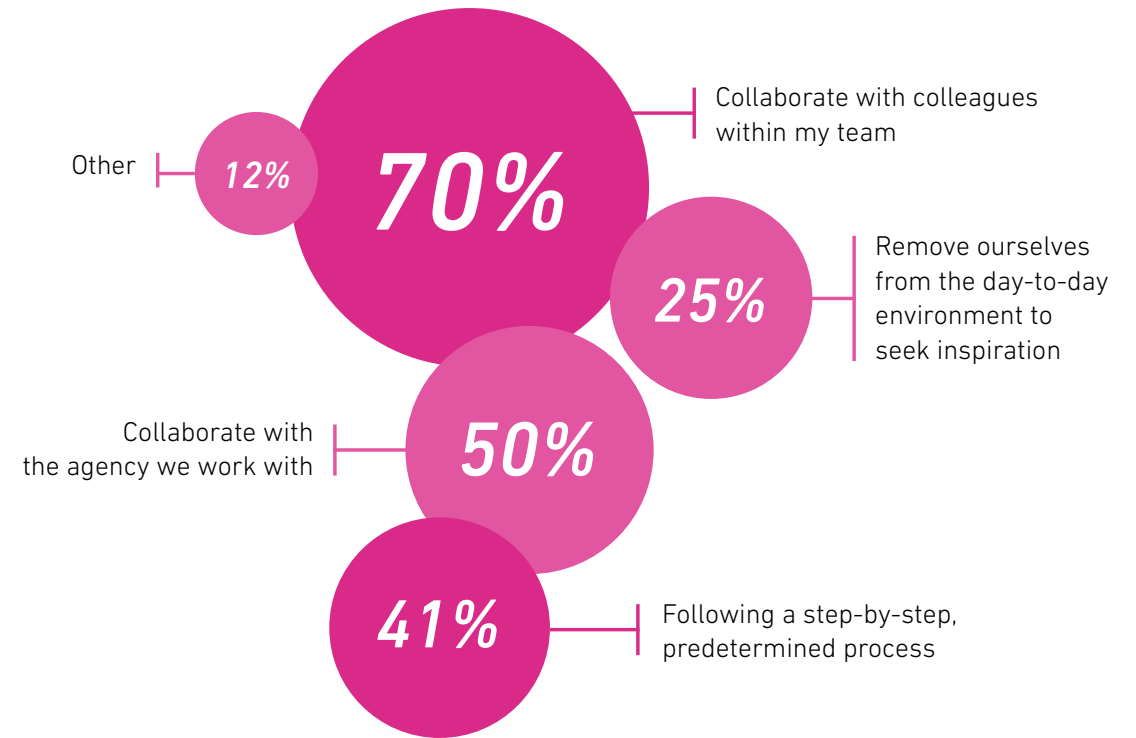 70%
Collaborate with colleagues
within my team
Other
12%
25%
Remove ourselves
from the day-to-day
environment to
seek inspiration
50%
Collaborate with
the agency we work with
41%
Following a step-by-step,
predetermined process